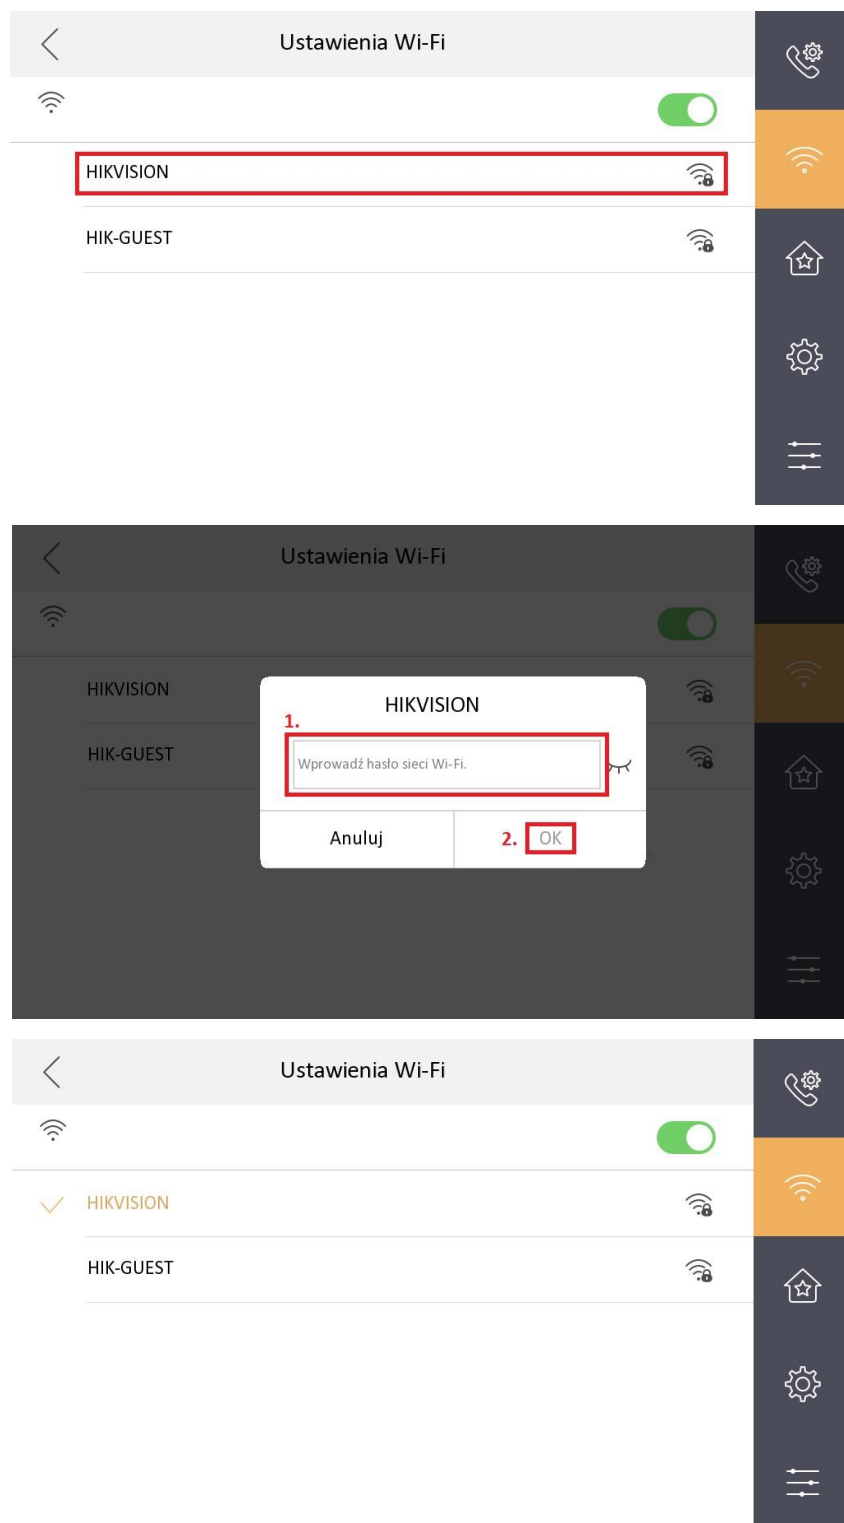 Ustawienia Wi-Fi
HIKVISION
HIK-GUEST
Ustawienia Wi-Fi
HIKVISION
HIK-GUEST
HIKVISION
1.
Wprowadź hasło sieci Wi-Fi.
Anuluj
2. OK
Ustawienia Wi-Fi
HIKVISION
HIK-GUEST